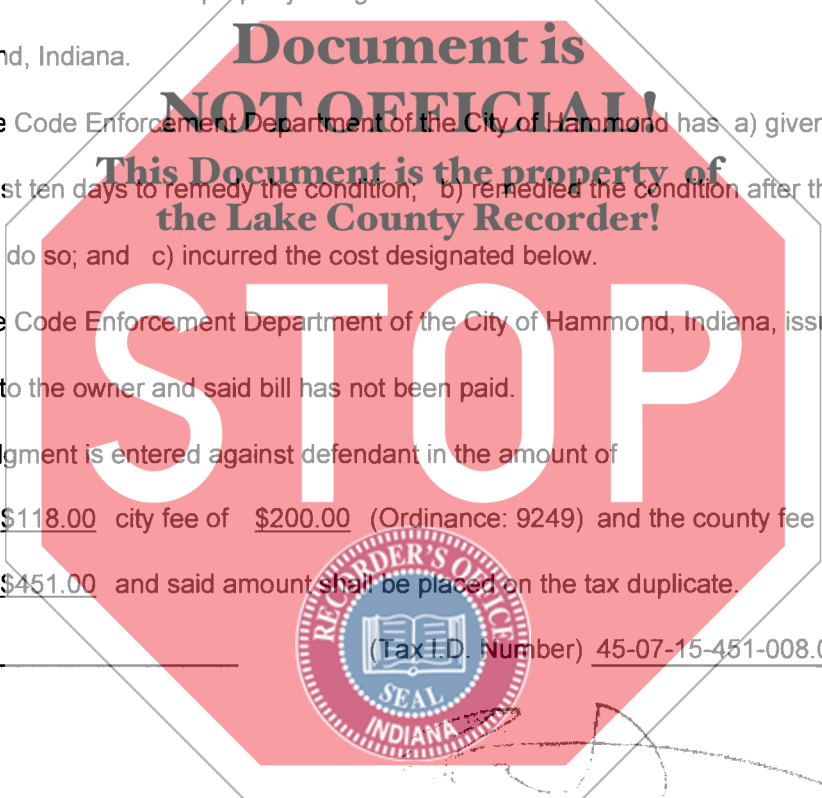 Document is
nd, Indiana.
NOT OFFICIAL!
e Code Enforcement Department of the City of Hammond has a) given
This Document is the property of
st ten days to remedy the condition; b) remedied the condition after th
the Lake County Recorder!
do so; and c) incurred the cost designated below.
STOP
e Code Enforcement Department of the City of Hammond, Indiana, issu
to the owner and said bill has not been paid.
dgment is entered against defendant in the amount of
$118.00 city fee of $200.00 (Ordinance: 9249) and the county fee
$451.00 and said amount shall be placed on the tax duplicate.
(Tax I.D. Number) 45-07-15-451-008.0
RECORDER'S OFFICE
SEAL
INDIANA